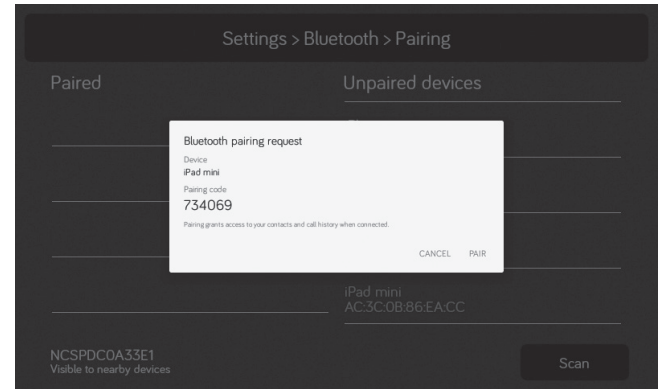 Settings > Bluetooth > Pairing
Paired
Unpaired devices
Bluetooth pairing request
Device
iPad mini
Pairing code
734069
Pairing grants access to your contacts and call history when connected.
CANCEL PAIR
iPad mini
AC:3C:0B:86:EA:CC
NCSPDC0A33E1
Visible to nearby devices
Scan